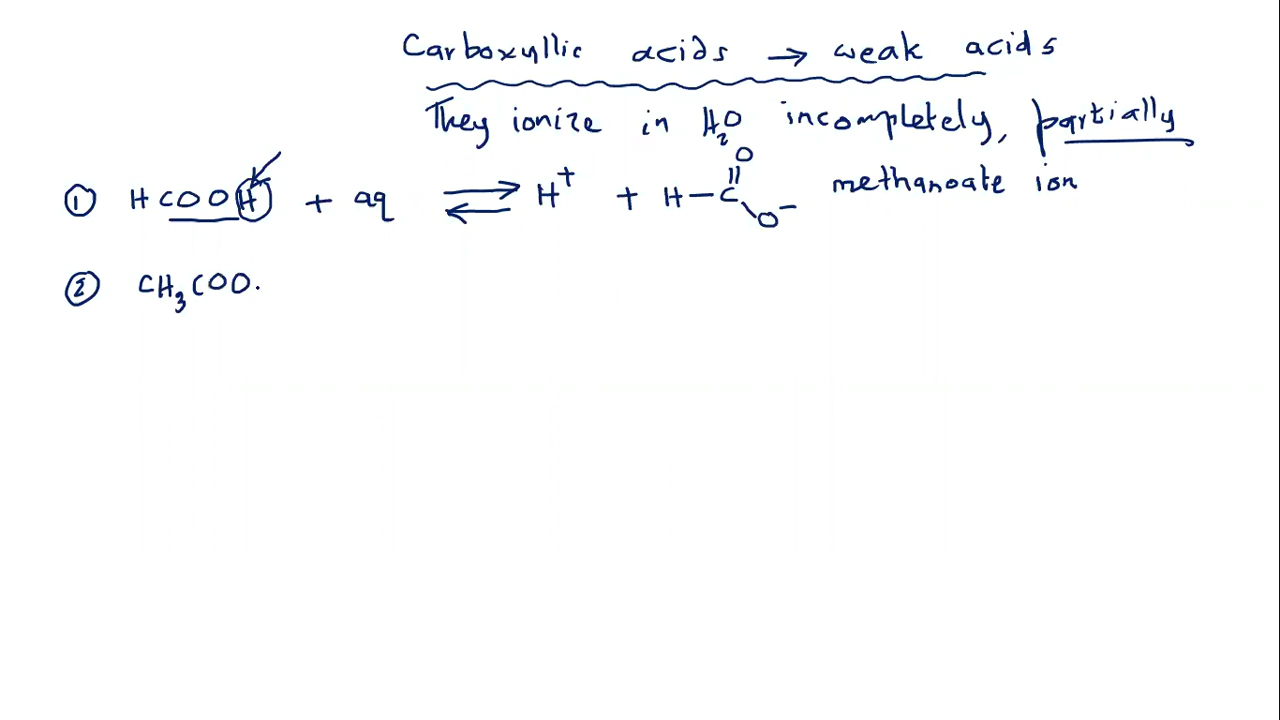 Carboxyllic acids → weak acids
They ionize in H₂O incompletely, partially
① HCOOH + aq ⇌ H⁺ + H—C(=O)—O⁻ methanoate ion
② CH₃COO.